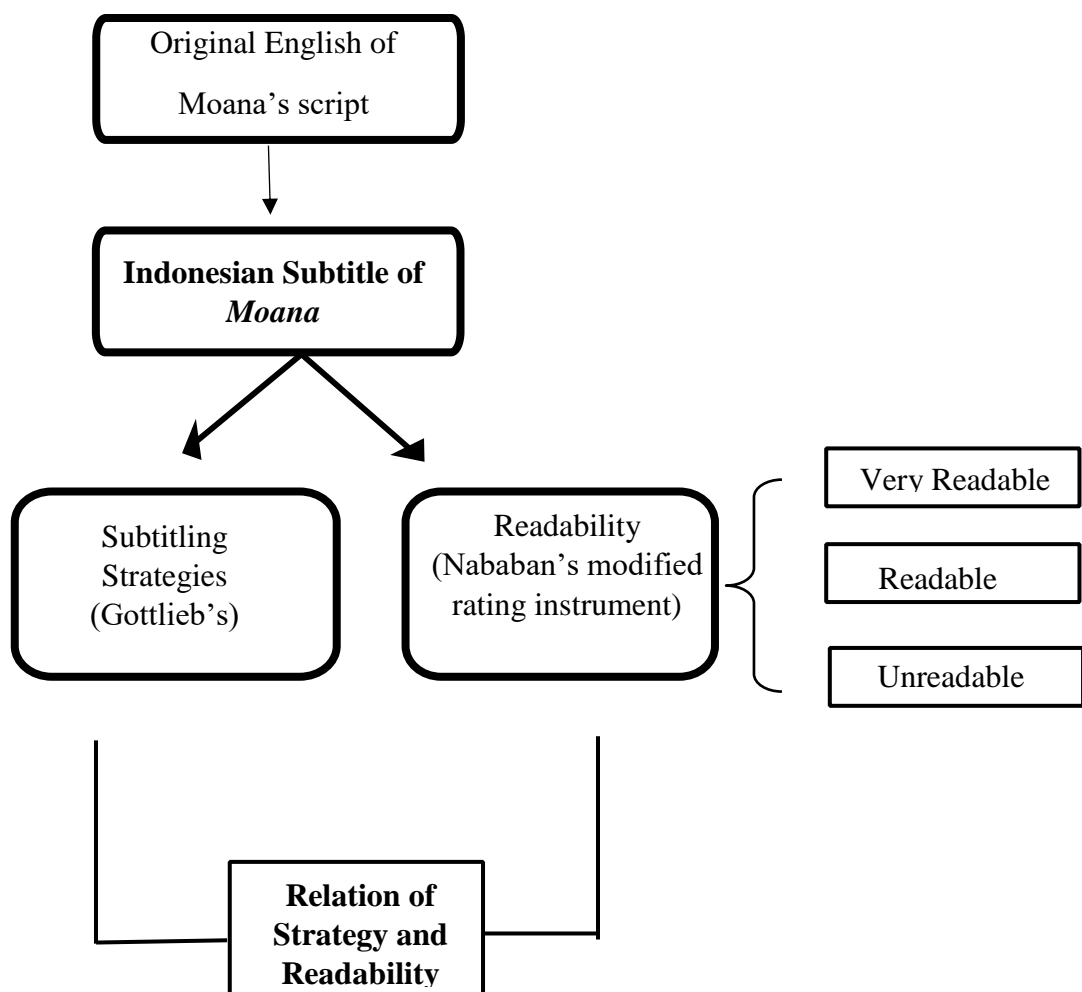 Original English of
Moana’s script
Indonesian Subtitle of
Moana
Subtitling
Strategies
(Gottlieb’s)
Readability
(Nababan’s modified
rating instrument)
Very Readable
Readable
Unreadable
Relation of
Strategy and
Readability